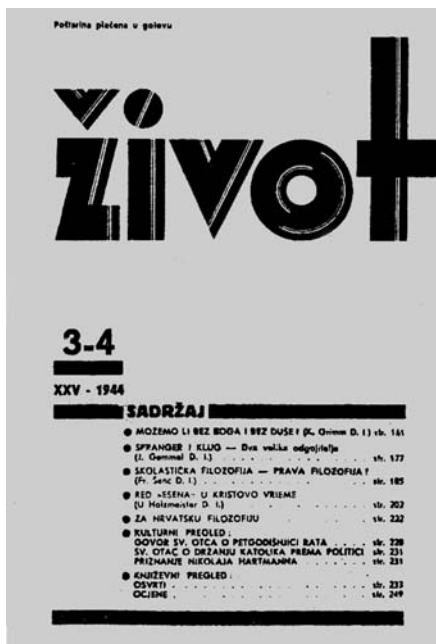 Poštarina plaćena u gotovu
život
3-4
XXV - 1944
SADRŽAJ
● MOŽEMO LI BEZ BOGA I BEZ DUŠE? (K. Grimm D. I.) str. 161
● SPRANGER I KLUG — Dva velika odgojitelja
(J. Gemmel D. I.) . . . . . . . . . . str. 177
● SKOLASTIČKA FILOZOFIJA — PRAVA FILOZOFIJA?
(Fr. Šanc D. I.) . . . . . . . . . . str. 185
● RED »ESENA« U KRISTOVO VRIEME
(U Holzmeister D. I.) . . . . . . . . . . str. 202
● ZA HRVATSKU FILOZOFIJU . . . . . str. 222
● KULTURNI PREGLED:
GOVOR SV. OTCA O PETGODIŠNJICI RATA . . . . str. 228
SV. OTAC O DRŽANJU KATOLIKA PREMA POLITICI str. 231
PRIZNANJE NIKOLAJA HARTMANNA . . . . str. 231
● KNJIŽEVNI PREGLED:
OSVRTI . . . . . . . . . . str. 233
OCJENE . . . . . . . . . . str. 249